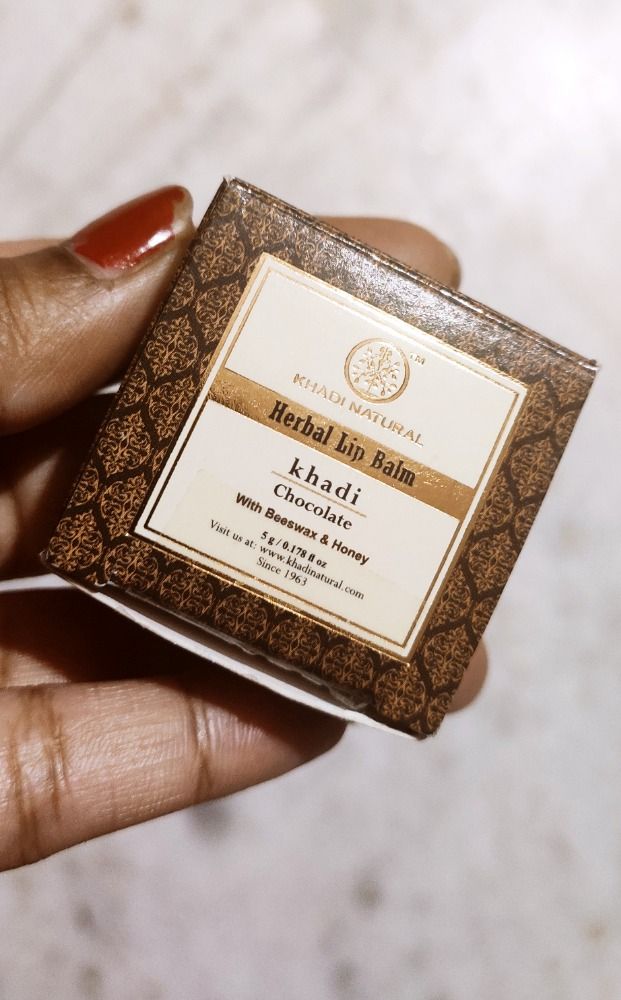 TM
KHADI NATURAL
Herbal Lip Balm
khadi
Chocolate
With Beeswax & Honey
5 g / 0.178 fl oz
Visit us at: www.khadinatural.com
Since 1963